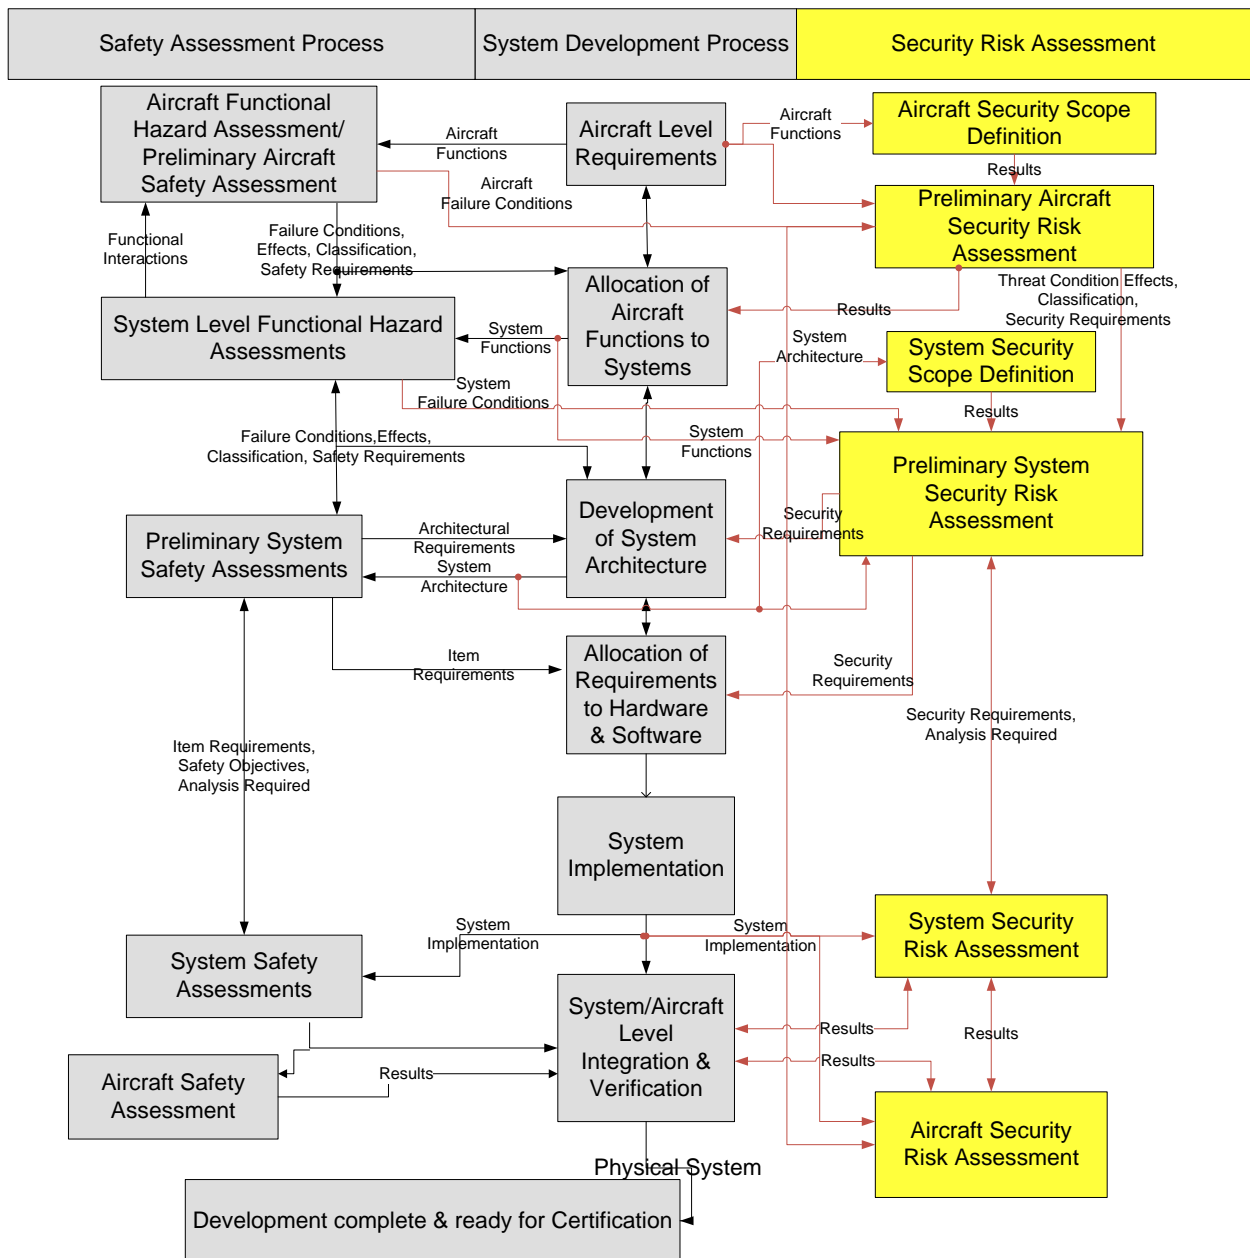 Safety Assessment Process
System Development Process
Security Risk Assessment
Aircraft Functional
Hazard Assessment/
Preliminary Aircraft
Safety Assessment
Aircraft
Functions
Aircraft Level
Requirements
Aircraft
Functions
Aircraft Security Scope
Definition
Results
Aircraft
Failure Conditions
Preliminary Aircraft
Security Risk
Assessment
Functional
Interactions
Failure Conditions,
Effects, Classification,
Safety Requirements
Allocation of
Aircraft
Functions to
Systems
Results
Threat Condition Effects,
Classification,
Security Requirements
System Level Functional Hazard
Assessments
System
Functions
System
Architecture
System Security
Scope Definition
System
Failure Conditions
Results
Failure Conditions,Effects,
Classification, Safety Requirements
System
Functions
Preliminary System
Security Risk
Assessment
Preliminary System
Safety Assessments
Architectural
Requirements
System
Architecture
Development
of System
Architecture
Security
Requirements
Item
Requirements
Allocation of
Requirements
to Hardware
& Software
Security
Requirements
Item Requirements,
Safety Objectives,
Analysis Required
Security Requirements,
Analysis Required
System
Implementation
System
Implementation
System
Implementation
System Security
Risk Assessment
System Safety
Assessments
System/Aircraft
Level
Integration &
Verification
Results
Results
Results
Aircraft Safety
Assessment
Results
Aircraft Security
Risk Assessment
Physical System
Development complete & ready for Certification